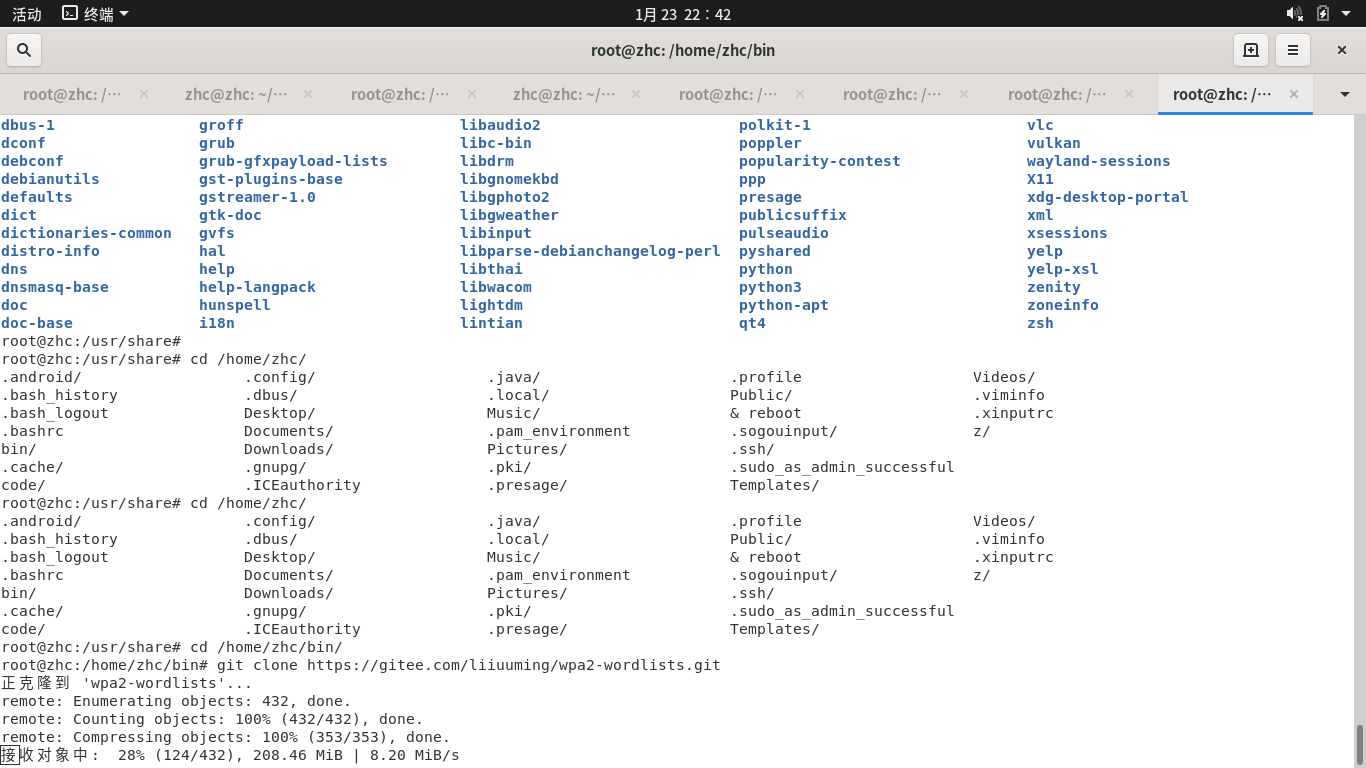 活动 终端 1月 23 22：42
root@zhc: /home/zhc/bin
root@zhc: /··· zhc@zhc: ~/··· root@zhc: /··· zhc@zhc: ~/··· root@zhc: /··· root@zhc: /··· root@zhc: /··· root@zhc: /···
dbus-1 groff libaudio2 polkit-1 vlc
dconf grub libc-bin poppler vulkan
debconf grub-gfxpayload-lists libdrm popularity-contest wayland-sessions
debianutils gst-plugins-base libgnomekbd ppp X11
defaults gstreamer-1.0 libgphoto2 presage xdg-desktop-portal
dict gtk-doc libgweather publicsuffix xml
dictionaries-common gvfs libinput pulseaudio xsessions
distro-info hal libparse-debianchangelog-perl pyshared yelp
dns help libthai python yelp-xsl
dnsmasq-base help-langpack libwacom python3 zenity
doc hunspell lightdm python-apt zoneinfo
doc-base i18n lintian qt4 zsh
root@zhc:/usr/share#
root@zhc:/usr/share# cd /home/zhc/
.android/ .config/ .java/ .profile Videos/
.bash_history .dbus/ .local/ Public/ .viminfo
.bash_logout Desktop/ Music/ & reboot .xinputrc
.bashrc Documents/ .pam_environment .sogouinput/ z/
bin/ Downloads/ Pictures/ .ssh/
.cache/ .gnupg/ .pki/ .sudo_as_admin_successful
code/ .ICEauthority .presage/ Templates/
root@zhc:/usr/share# cd /home/zhc/
.android/ .config/ .java/ .profile Videos/
.bash_history .dbus/ .local/ Public/ .viminfo
.bash_logout Desktop/ Music/ & reboot .xinputrc
.bashrc Documents/ .pam_environment .sogouinput/ z/
bin/ Downloads/ Pictures/ .ssh/
.cache/ .gnupg/ .pki/ .sudo_as_admin_successful
code/ .ICEauthority .presage/ Templates/
root@zhc:/usr/share# cd /home/zhc/bin/
root@zhc:/home/zhc/bin# git clone https://gitee.com/liiuuming/wpa2-wordlists.git
正克隆到 'wpa2-wordlists'...
remote: Enumerating objects: 432, done.
remote: Counting objects: 100% (432/432), done.
remote: Compressing objects: 100% (353/353), done.
接收对象中:  28% (124/432), 208.46 MiB | 8.20 MiB/s